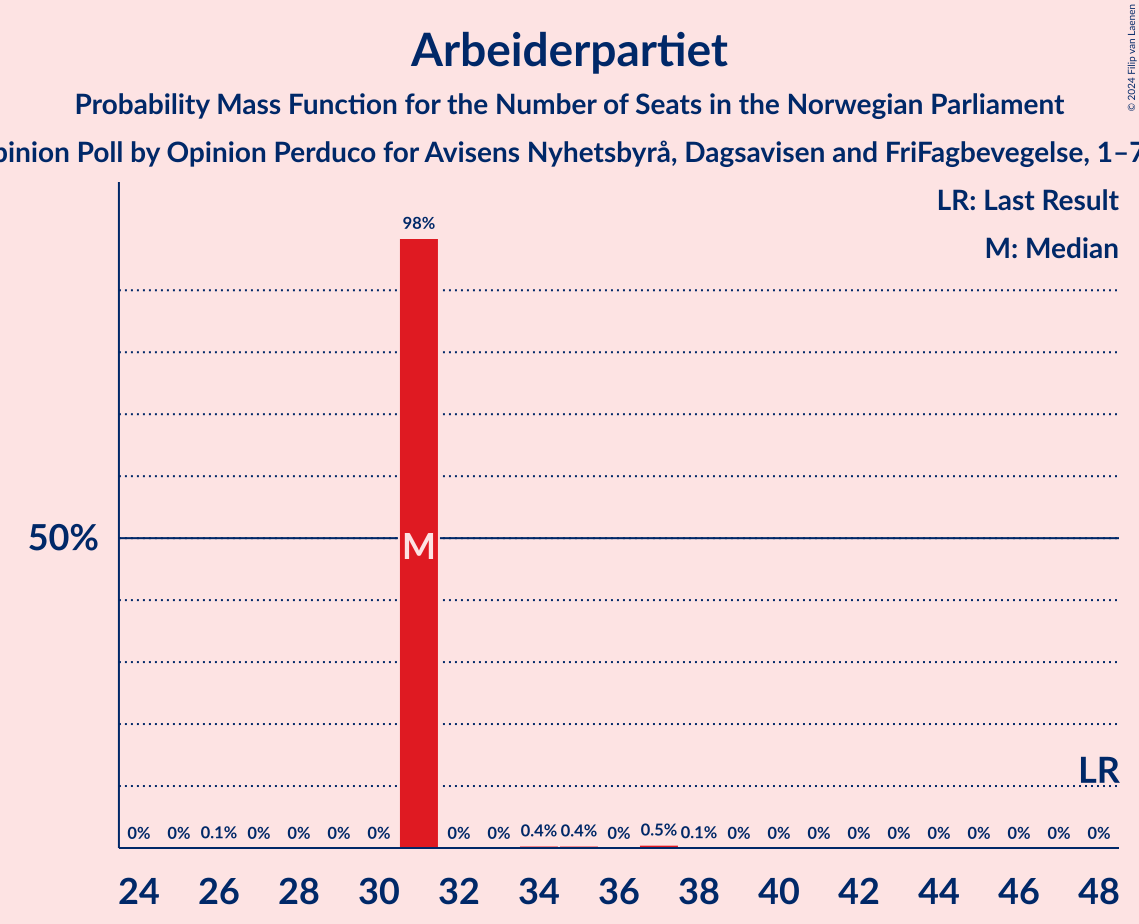 Arbeiderpartiet
Probability Mass Function for the Number of Seats in the Norwegian Parliament
Opinion Poll by Opinion Perduco for Avisens Nyhetsbyrå, Dagsavisen and FriFagbevegelse, 1–7
© 2024 Filip van Laenen
LR: Last Result
M: Median
98%
50%
M
LR
0% 0% 0.1% 0% 0% 0% 0% 0% 0% 0.4% 0.4% 0% 0.5% 0.1% 0% 0% 0% 0% 0% 0% 0% 0% 0% 0%
24 26 28 30 32 34 36 38 40 42 44 46 48